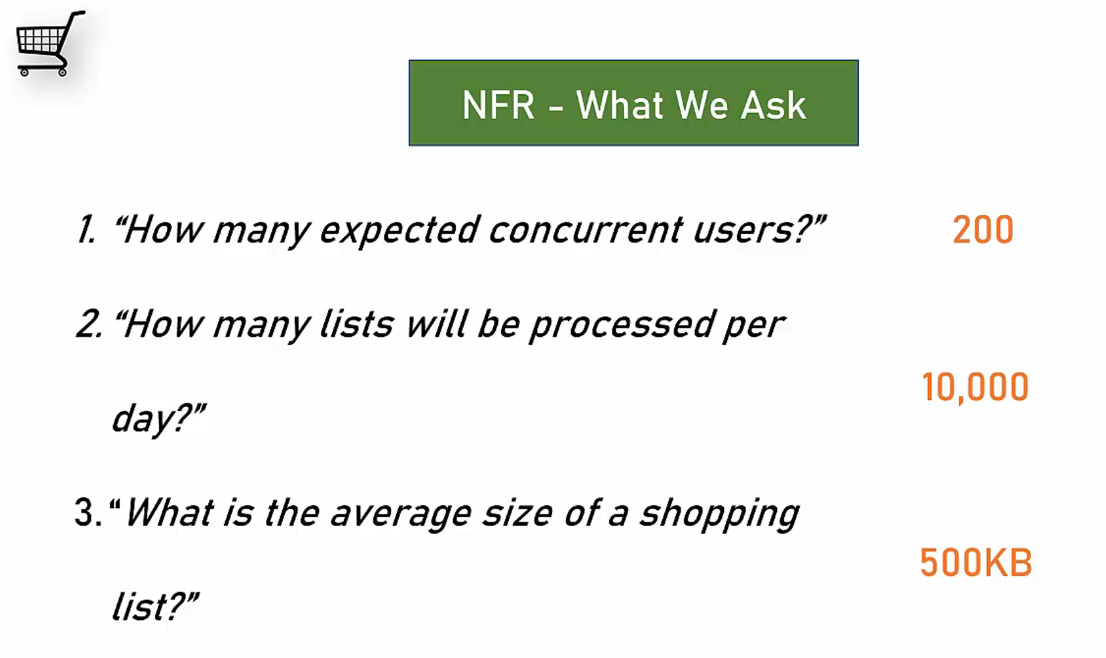 NFR - What We Ask
1. “How many expected concurrent users?” 200
2. “How many lists will be processed per
10,000
day?”
3. “What is the average size of a shopping
500KB
list?”